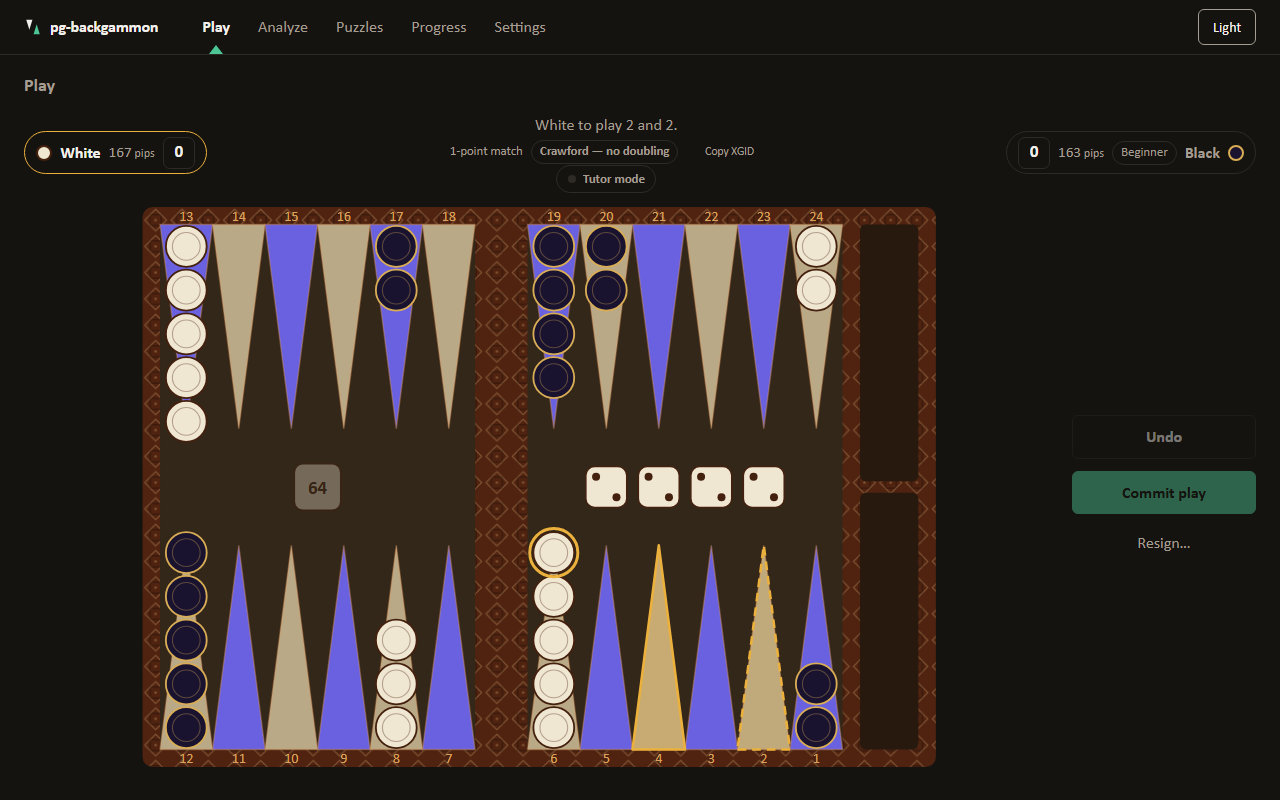 pg-backgammon Play Analyze Puzzles Progress Settings Light
Play
White to play 2 and 2.
White 167 pips 0
1-point match Crawford — no doubling Copy XGID
0 163 pips Beginner Black
Tutor mode
13 14 15 16 17 18 19 20 21 22 23 24
64
Undo
Commit play
Resign...
12 11 10 9 8 7 6 5 4 3 2 1